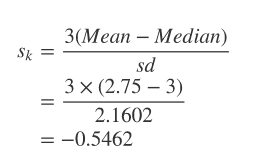 s_k = 3(Mean − Median) / sd
= 3 × (2.75 − 3) / 2.1602
= −0.5462